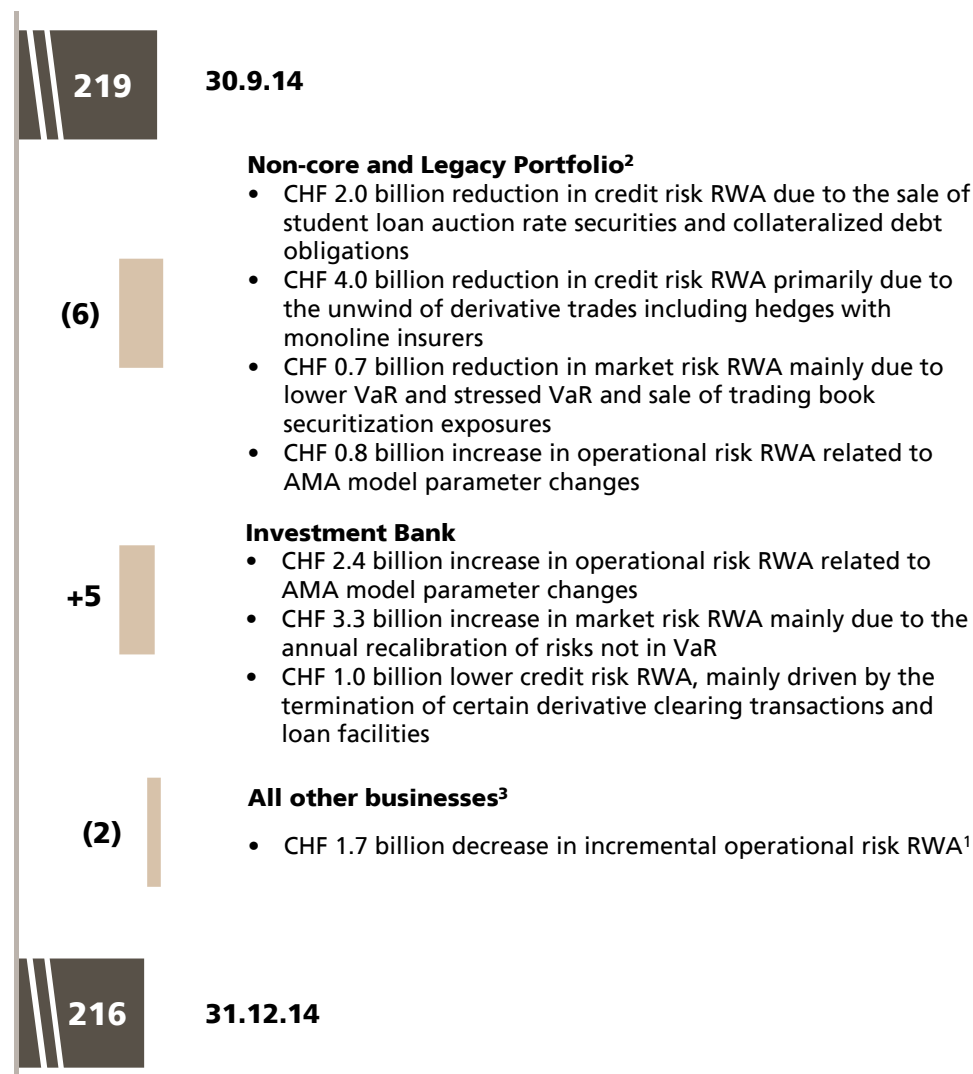 219 30.9.14
Non-core and Legacy Portfolio²
• CHF 2.0 billion reduction in credit risk RWA due to the sale of
student loan auction rate securities and collateralized debt
obligations
• CHF 4.0 billion reduction in credit risk RWA primarily due to
the unwind of derivative trades including hedges with
monoline insurers
• CHF 0.7 billion reduction in market risk RWA mainly due to
lower VaR and stressed VaR and sale of trading book
securitization exposures
• CHF 0.8 billion increase in operational risk RWA related to
AMA model parameter changes
(6)
Investment Bank
• CHF 2.4 billion increase in operational risk RWA related to
AMA model parameter changes
• CHF 3.3 billion increase in market risk RWA mainly due to the
annual recalibration of risks not in VaR
• CHF 1.0 billion lower credit risk RWA, mainly driven by the
termination of certain derivative clearing transactions and
loan facilities
+5
All other businesses³
• CHF 1.7 billion decrease in incremental operational risk RWA¹
(2)
216 31.12.14